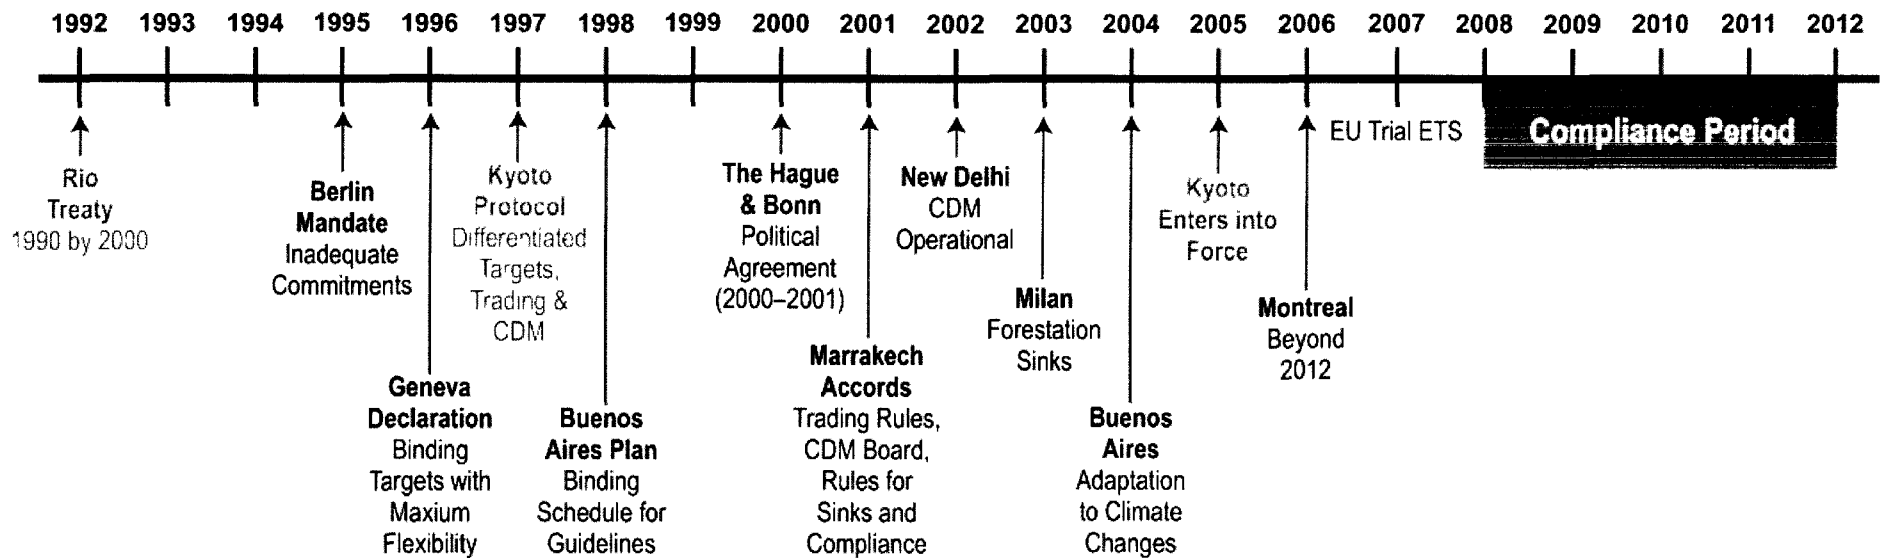 1992 1993 1994 1995 1996 1997 1998 1999 2000 2001 2002 2003 2004 2005 2006 2007 2008 2009 2010 2011 2012
Rio
Treaty
1990 by 2000
Berlin
Mandate
Inadequate
Commitments
Geneva
Declaration
Binding
Targets with
Maxium
Flexibility
Kyoto
Protocol
Differentiated
Targets,
Trading &
CDM
Buenos
Aires Plan
Binding
Schedule for
Guidelines
The Hague
& Bonn
Political
Agreement
(2000–2001)
Marrakech
Accords
Trading Rules,
CDM Board,
Rules for
Sinks and
Compliance
New Delhi
CDM
Operational
Milan
Forestation
Sinks
Buenos
Aires
Adaptation
to Climate
Changes
Kyoto
Enters into
Force
Montreal
Beyond
2012
EU Trial ETS
Compliance Period